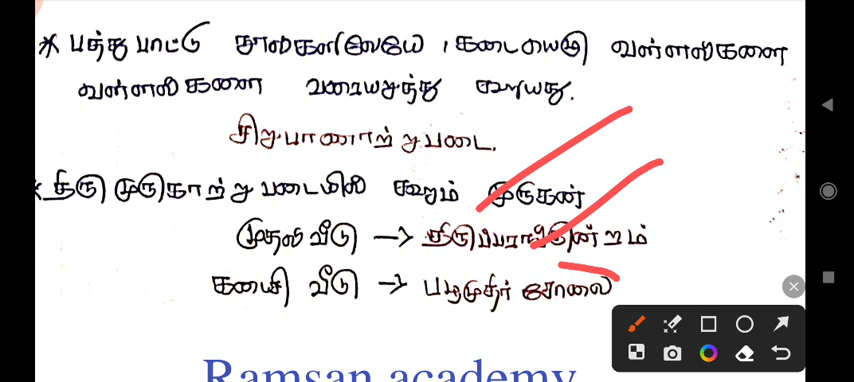 * பத்து பாட்டு நூல்களிலேயே, கடையெழு வள்ளல்களை
வள்ளல்களை வரையறுத்து கூறியது.
சிறுபாணாற்றுபடை.
* திரு முருகாற்றுபடையில் கூறும் முருகன்
முதல் வீடு → திருப்பரங்குன்றம்
கடைசி வீடு → பழமுதிர் சோலை
Ramsan academy